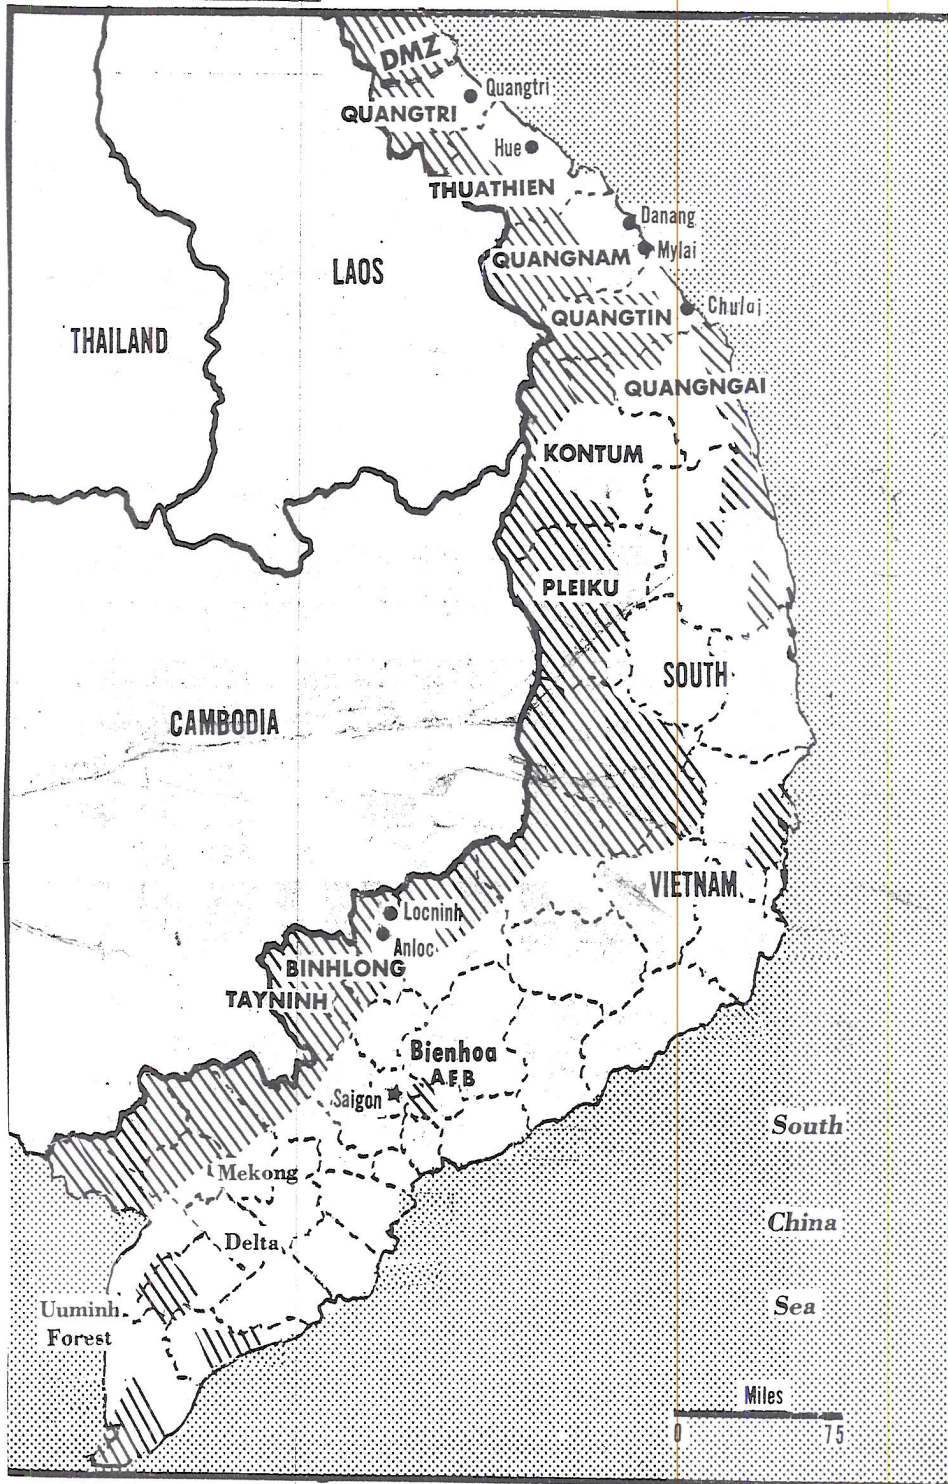 DMZ
Quangtri
QUANGTRI
Hue
THUATHIEN
Danang
QUANGNAM
Mylai
LAOS
QUANGTIN
Chulai
THAILAND
QUANGNGAI
KONTUM
PLEIKU
SOUTH
CAMBODIA
VIETNAM
Locninh
Anloc
BINHLONG
TAYNINH
Bienhoa
AFB
Saigon
South
Mekong
China
Delta
Sea
Uuminh
Forest
Miles
0 75